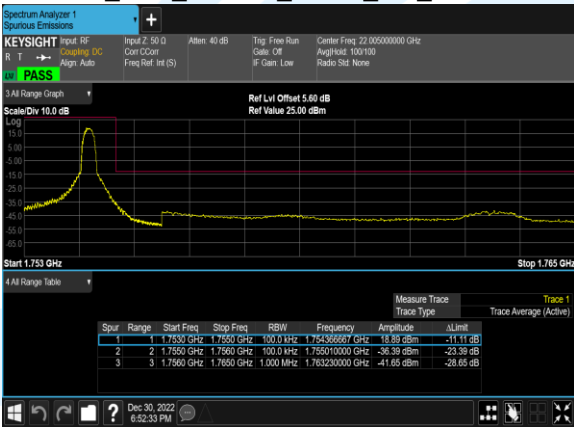 Spectrum Analyzer 1
Spurious Emissions
+
KEYSIGHT Input: RF Input Z: 50 Ω Atten: 40 dB Trig: Free Run Center Freq: 22.005000000 GHz
R T Coupling: DC Corr CCorr Gate: Off Avg|Hold: 100/100
Align: Auto Freq Ref: Int (S) IF Gain: Low Radio Std: None
PASS
3 All Range Graph
Ref Lvl Offset 5.60 dB
Scale/Div 10.0 dB Ref Value 25.00 dBm
Log
15.0
5.00
-5.00
-15.0
-25.0
-35.0
-45.0
-55.0
-65.0
Start 1.753 GHz Stop 1.765 GHz
4 All Range Table
Measure Trace Trace 1
Trace Type Trace Average (Active)
Spur Range Start Freq Stop Freq RBW Frequency Amplitude ΔLimit
1 1 1.7530 GHz 1.7550 GHz 100.0 kHz 1.754366667 GHz 18.89 dBm -11.11 dB
2 2 1.7550 GHz 1.7560 GHz 100.0 kHz 1.755010000 GHz -36.39 dBm -23.39 dB
3 3 1.7560 GHz 1.7650 GHz 1.000 MHz 1.763230000 GHz -41.65 dBm -28.65 dB
? Dec 30, 2022
6:52:33 PM